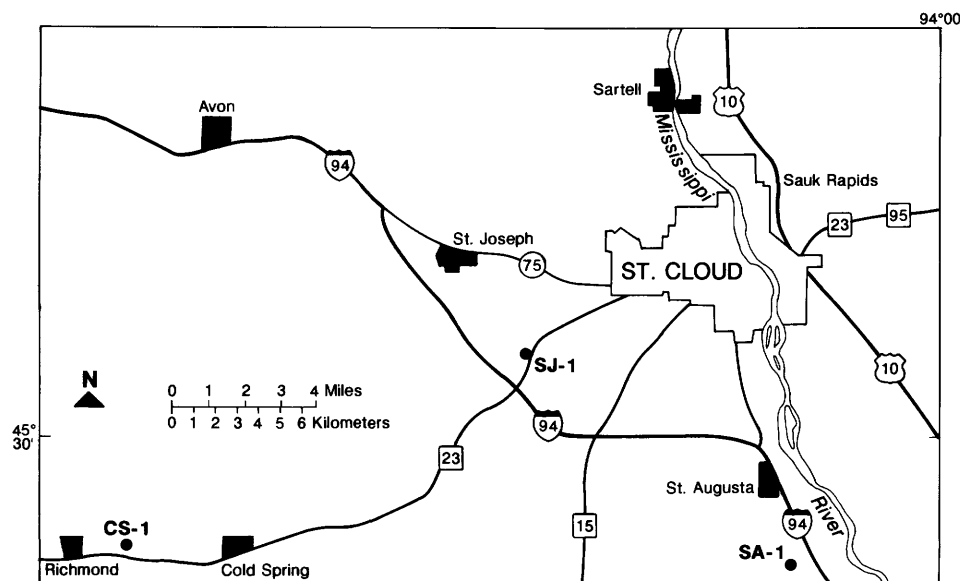 94°00
Sartell
10
Avon
Mississippi
94
Sauk Rapids
23
95
St. Joseph
75
ST. CLOUD
SJ-1
N
0 1 2 3 4 Miles
0 1 2 3 4 5 6 Kilometers
10
94
45°
30'
23
St. Augusta
River
94
15
CS-1
SA-1
Richmond
Cold Spring